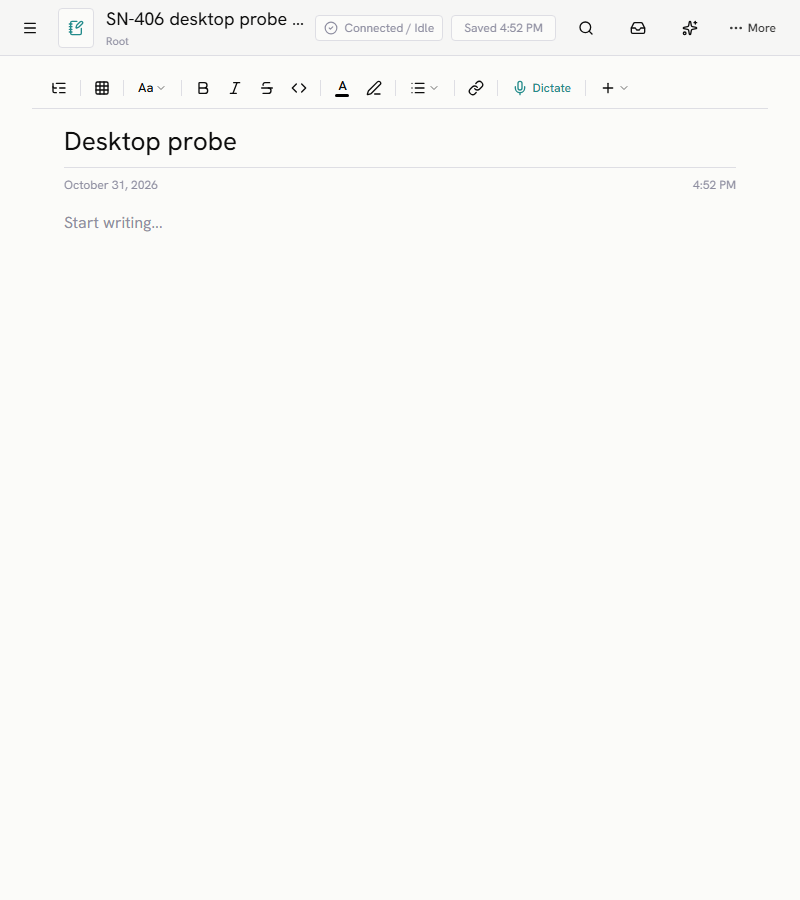 SN-406 desktop probe ...
Root
Connected / Idle
Saved 4:52 PM
More
Aa
B
I
S
A
Dictate
Desktop probe
October 31, 2026
4:52 PM
Start writing...